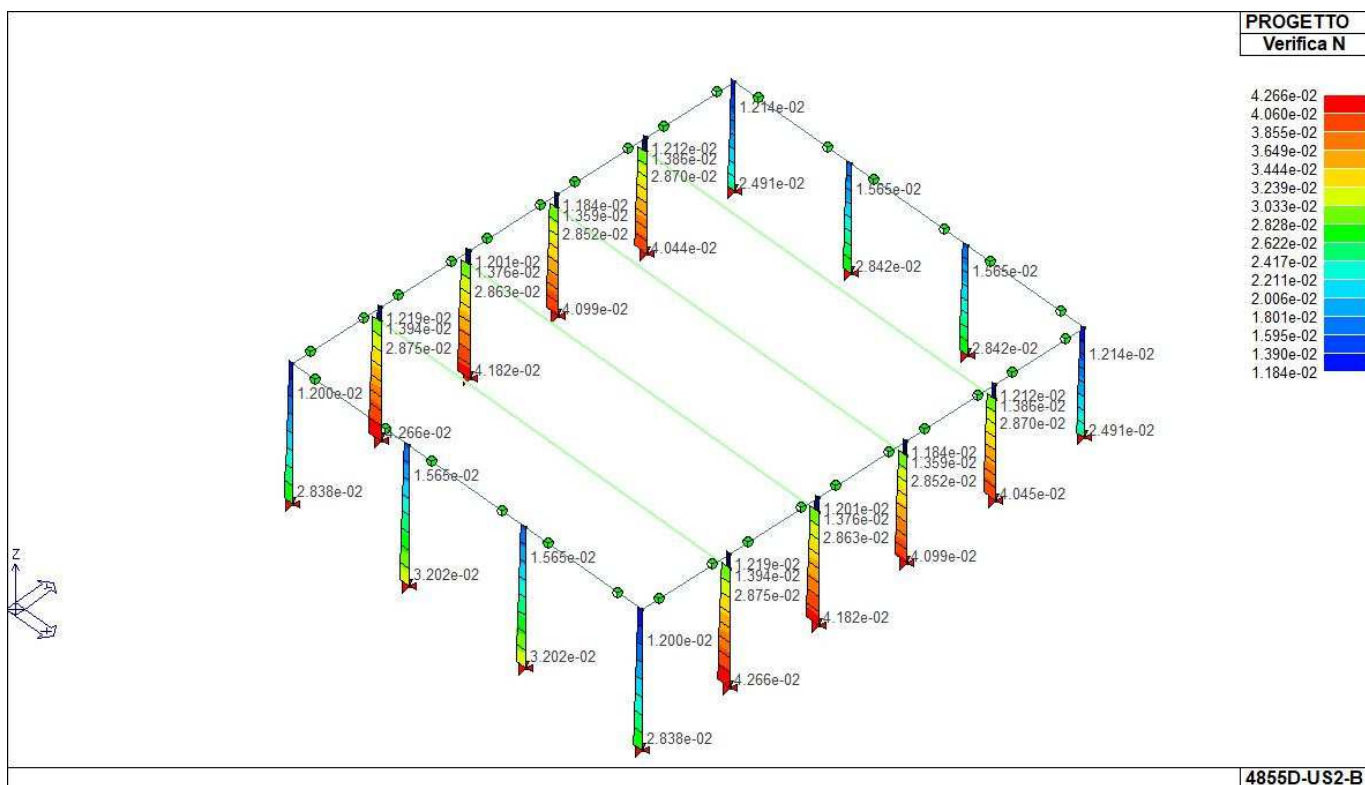 PROGETTO
Verifica N
4.266e-02
4.060e-02
3.855e-02
3.649e-02
3.444e-02
3.239e-02
3.033e-02
2.828e-02
2.622e-02
2.417e-02
2.211e-02
2.006e-02
1.801e-02
1.595e-02
1.390e-02
1.184e-02
1.214e-02
2.491e-02
1.212e-02
1.386e-02
2.870e-02
4.044e-02
1.565e-02
2.842e-02
1.184e-02
1.359e-02
2.852e-02
4.099e-02
1.565e-02
2.842e-02
1.201e-02
1.376e-02
2.863e-02
4.182e-02
1.214e-02
2.491e-02
1.219e-02
1.394e-02
2.875e-02
4.266e-02
1.212e-02
1.386e-02
2.870e-02
4.045e-02
1.200e-02
2.838e-02
1.184e-02
1.359e-02
2.852e-02
4.099e-02
1.565e-02
3.202e-02
1.201e-02
1.376e-02
2.863e-02
4.182e-02
1.565e-02
3.202e-02
1.219e-02
1.394e-02
2.875e-02
4.266e-02
1.200e-02
2.838e-02
Z
4855D-US2-B